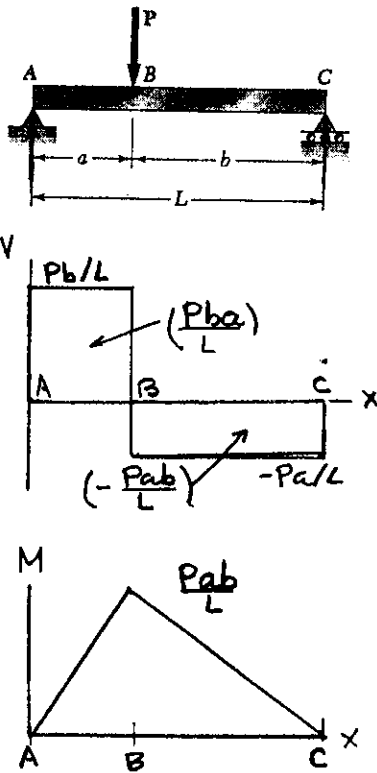 P
A B C
a b
L
V
Pb/L
(Pba/L)
A B C x
(-Pab/L) -Pa/L
M
Pab/L
A B C x